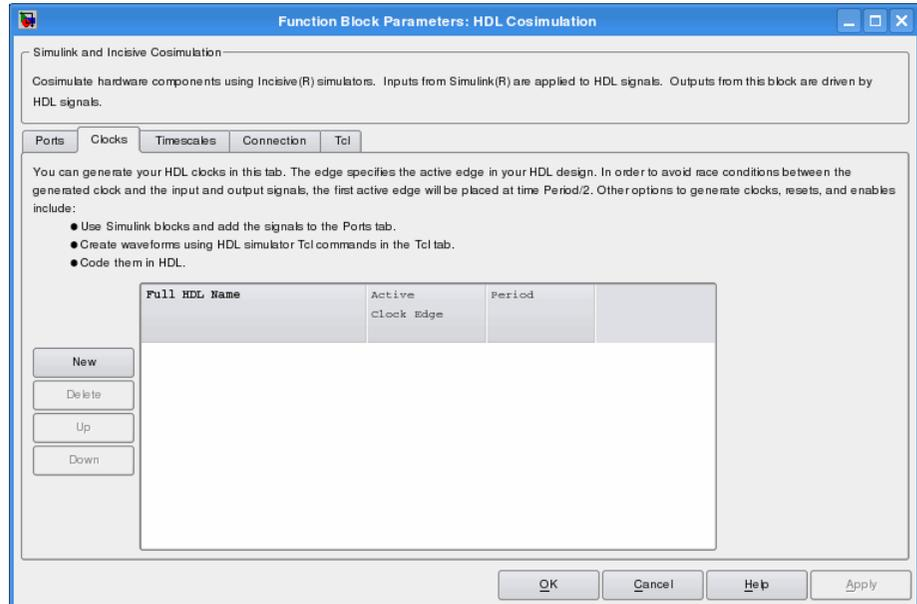 Function Block Parameters: HDL Cosimulation
Simulink and Incisive Cosimulation
Cosimulate hardware components using Incisive(R) simulators. Inputs from Simulink(R) are applied to HDL signals. Outputs from this block are driven by
HDL signals.
Ports Clocks Timescales Connection Tcl
You can generate your HDL clocks in this tab. The edge specifies the active edge in your HDL design. In order to avoid race conditions between the
generated clock and the input and output signals, the first active edge will be placed at time Period/2. Other options to generate clocks, resets, and enables
include:
● Use Simulink blocks and add the signals to the Ports tab.
● Create waveforms using HDL simulator Tcl commands in the Tcl tab.
● Code them in HDL.
Full HDL Name Active Period
Clock Edge
New
Delete
Up
Down
OK Cancel Help Apply